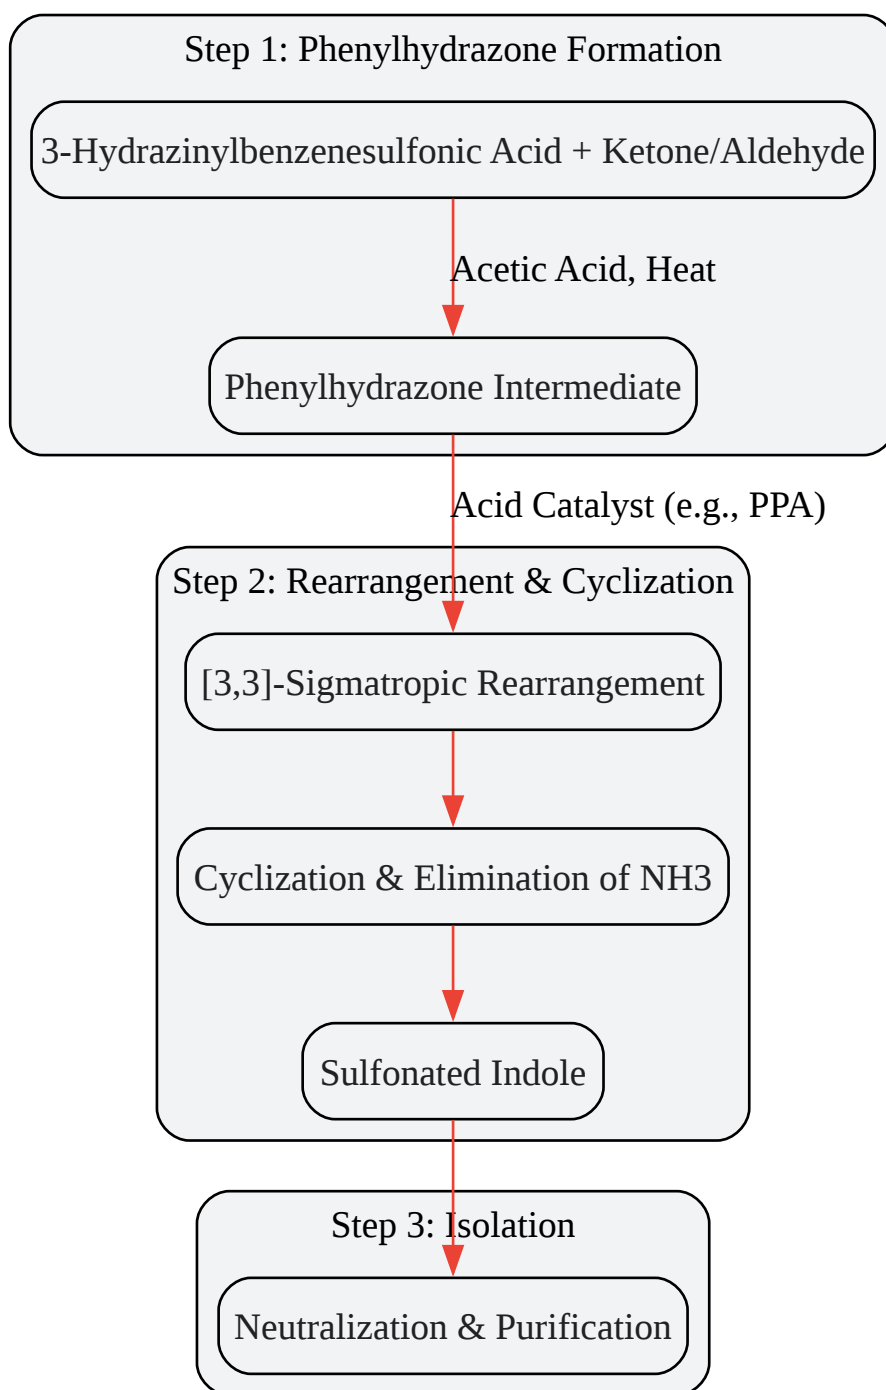 Step 1: Phenylhydrazone Formation
3-Hydrazinylbenzenesulfonic Acid + Ketone/Aldehyde
Acetic Acid, Heat
Phenylhydrazone Intermediate
Acid Catalyst (e.g., PPA)
Step 2: Rearrangement & Cyclization
[3,3]-Sigmatropic Rearrangement
Cyclization & Elimination of NH3
Sulfonated Indole
Step 3: Isolation
Neutralization & Purification